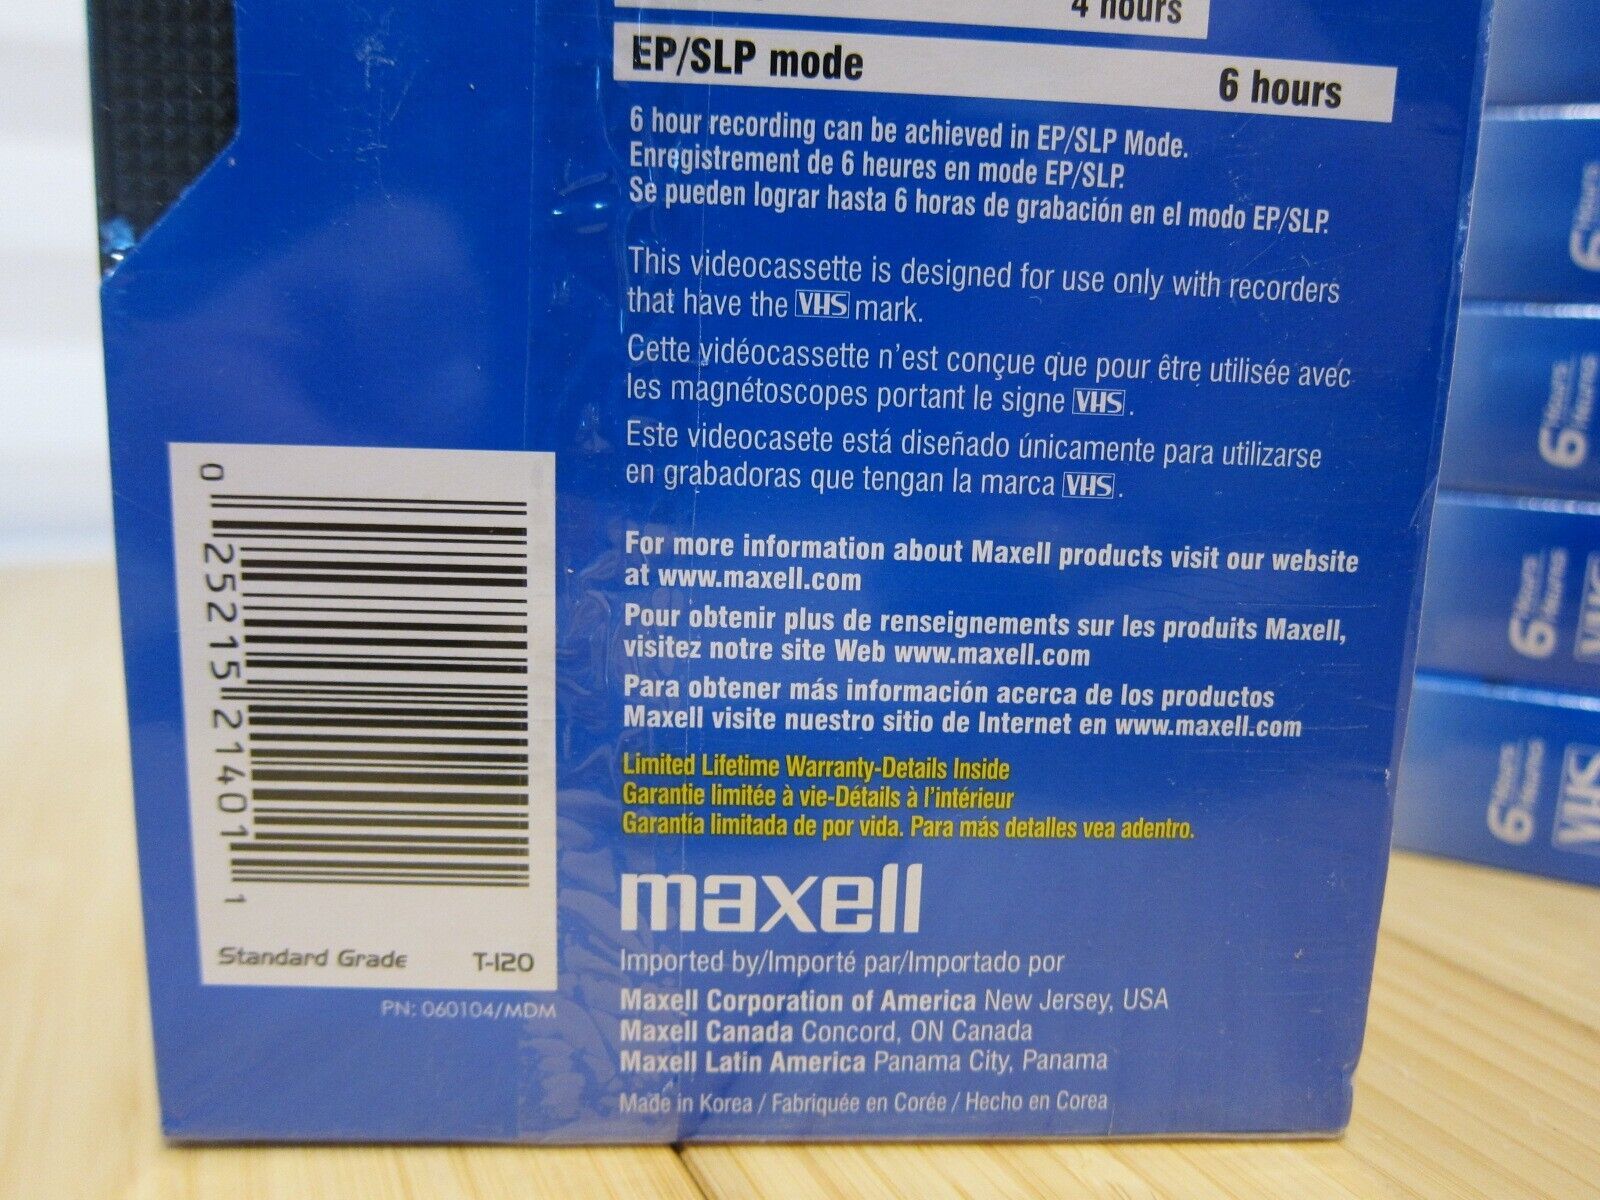 4 hours
EP/SLP mode 6 hours
6 hour recording can be achieved in EP/SLP Mode.
Enregistrement de 6 heures en mode EP/SLP.
Se pueden lograr hasta 6 horas de grabación en el modo EP/SLP.
This videocassette is designed for use only with recorders
that have the VHS mark.
Cette vidéocassette n'est conçue que pour être utilisée avec
les magnétoscopes portant le signe VHS.
Este videocasete está diseñado únicamente para utilizarse
en grabadoras que tengan la marca VHS.
For more information about Maxell products visit our website
at www.maxell.com
Pour obtenir plus de renseignements sur les produits Maxell,
visitez notre site Web www.maxell.com
Para obtener más información acerca de los productos
Maxell visite nuestro sitio de Internet en www.maxell.com
Limited Lifetime Warranty-Details Inside
Garantie limitée à vie-Détails à l'intérieur
Garantía limitada de por vida. Para más detalles vea adentro.
maxell
Imported by/Importé par/Importado por
Maxell Corporation of America New Jersey, USA
Maxell Canada Concord, ON Canada
Maxell Latin America Panama City, Panama
Made in Korea / Fabriquée en Corée / Hecho en Corea
0 25215 21401 1
Standard Grade T-120
PN: 060104/MDM
6
6 Hours
Heures
6 Hours
Heures
VHS
6 Hours
Heures
VHS